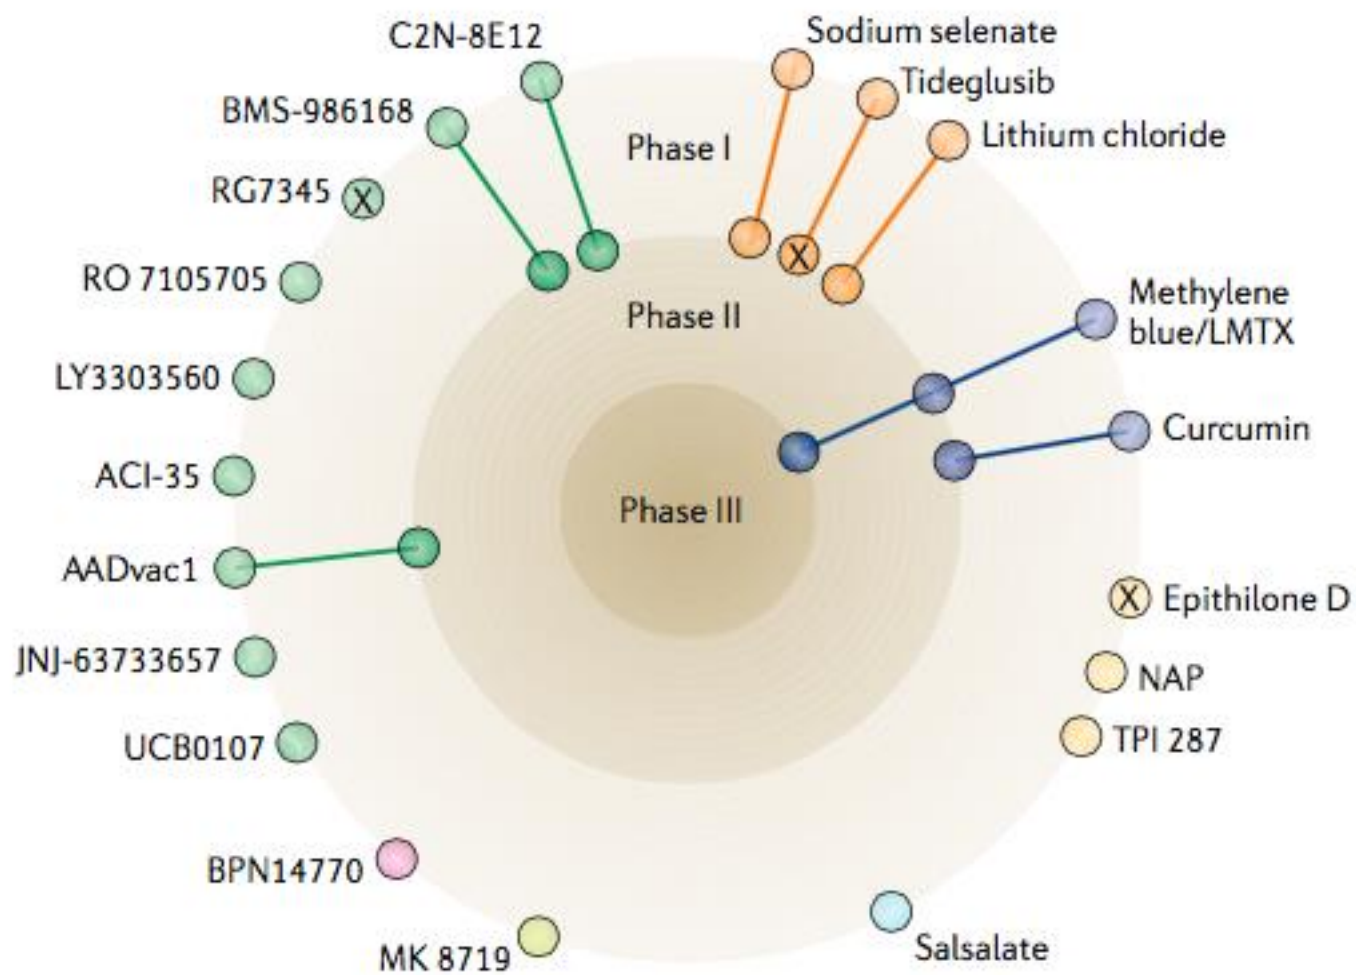 Sodium selenate
C2N-8E12
Tideglusib
BMS-986168
Lithium chloride
Phase I
RG7345
X
RO 7105705
X
Methylene
blue/LMTX
Phase II
LY3303560
Curcumin
ACI-35
Phase III
AADvac1
X
Epithilone D
JNJ-63733657
NAP
UCB0107
TPI 287
BPN14770
MK 8719
Salsalate